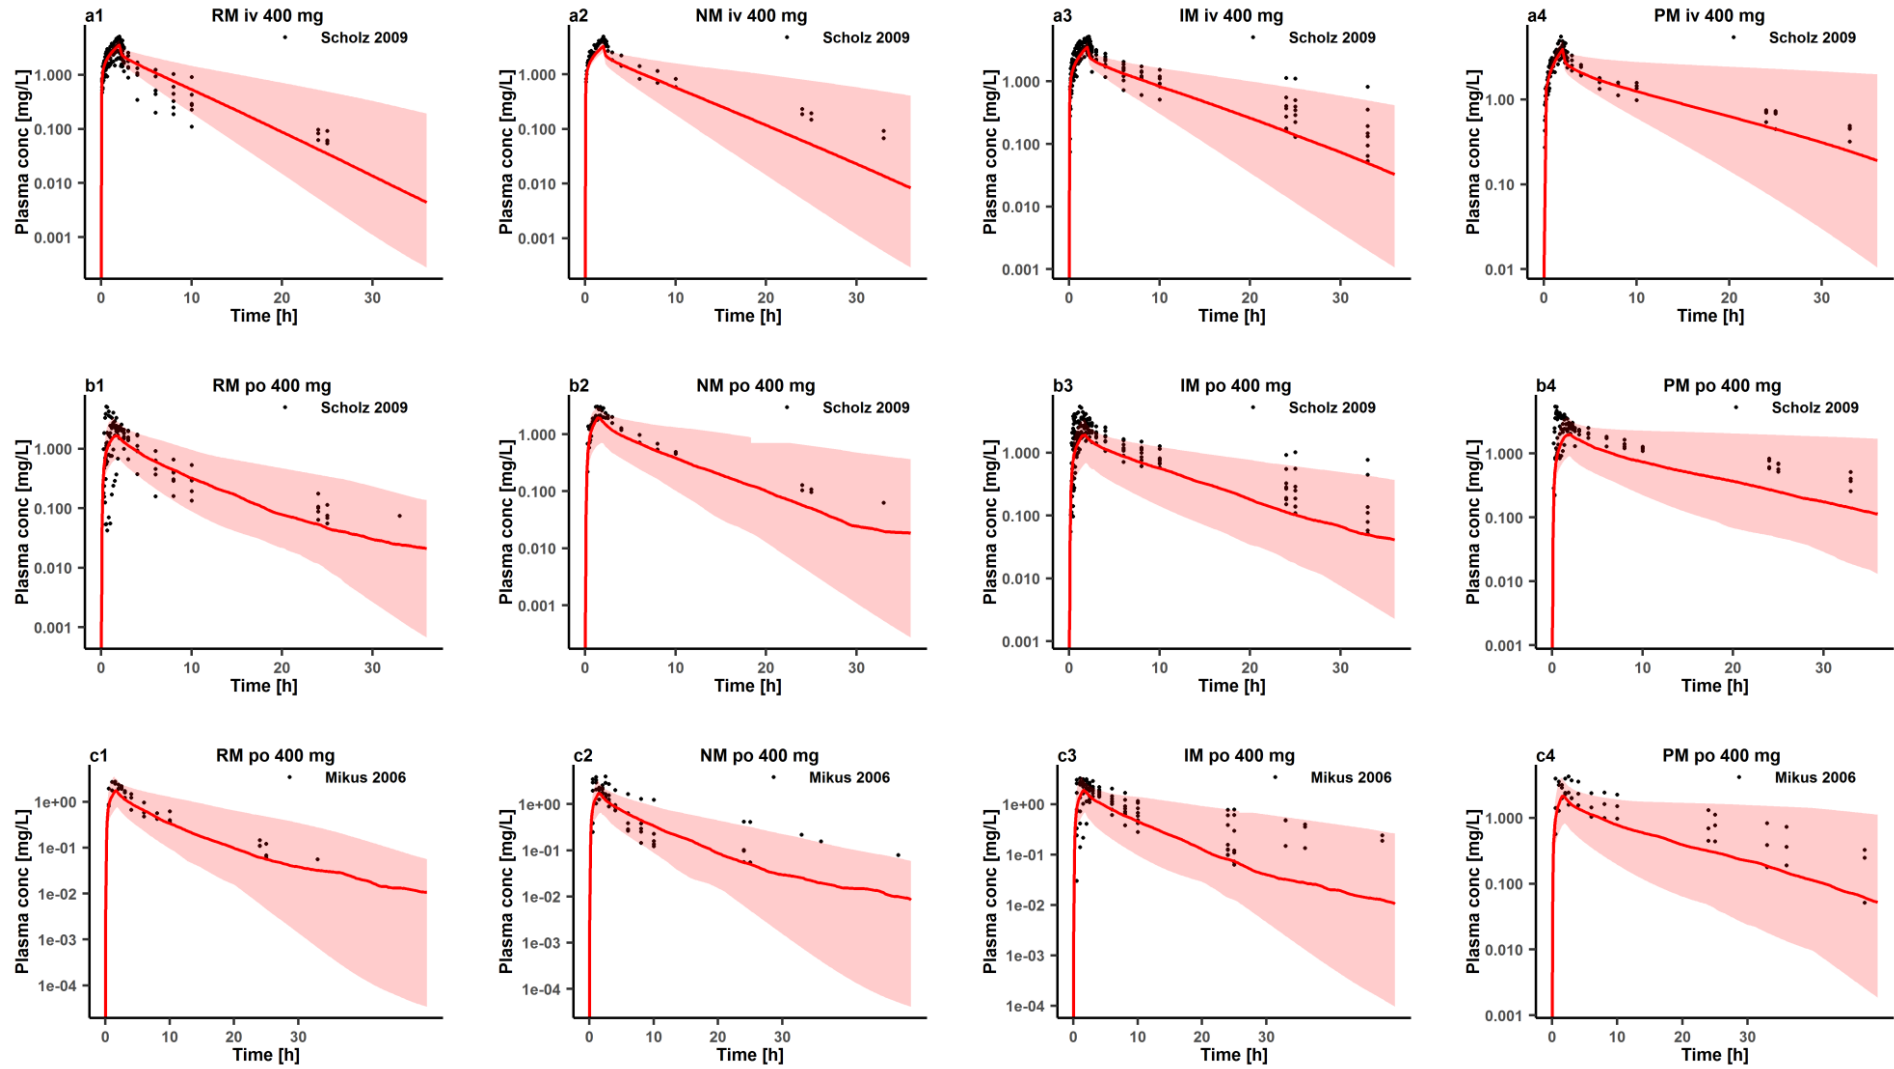 a1 RM iv 400 mg
Scholz 2009
Plasma conc [mg/L]
1.000
0.100
0.010
0.001
0 10 20 30
Time [h]
a2 NM iv 400 mg
Scholz 2009
Plasma conc [mg/L]
1.000
0.100
0.010
0.001
0 10 20 30
Time [h]
a3 IM iv 400 mg
Scholz 2009
Plasma conc [mg/L]
1.000
0.100
0.010
0.001
0 10 20 30
Time [h]
a4 PM iv 400 mg
Scholz 2009
Plasma conc [mg/L]
1.00
0.10
0.01
0 10 20 30
Time [h]
b1 RM po 400 mg
Scholz 2009
Plasma conc [mg/L]
1.000
0.100
0.010
0.001
0 10 20 30
Time [h]
b2 NM po 400 mg
Scholz 2009
Plasma conc [mg/L]
1.000
0.100
0.010
0.001
0 10 20 30
Time [h]
b3 IM po 400 mg
Scholz 2009
Plasma conc [mg/L]
1.000
0.100
0.010
0.001
0 10 20 30
Time [h]
b4 PM po 400 mg
Scholz 2009
Plasma conc [mg/L]
1.000
0.100
0.010
0.001
0 10 20 30
Time [h]
c1 RM po 400 mg
Mikus 2006
Plasma conc [mg/L]
1e+00
1e-01
1e-02
1e-03
1e-04
0 10 20 30
Time [h]
c2 NM po 400 mg
Mikus 2006
Plasma conc [mg/L]
1e+00
1e-01
1e-02
1e-03
1e-04
0 10 20 30
Time [h]
c3 IM po 400 mg
Mikus 2006
Plasma conc [mg/L]
1e+00
1e-01
1e-02
1e-03
1e-04
0 10 20 30
Time [h]
c4 PM po 400 mg
Mikus 2006
Plasma conc [mg/L]
1.000
0.100
0.010
0.001
0 10 20 30
Time [h]